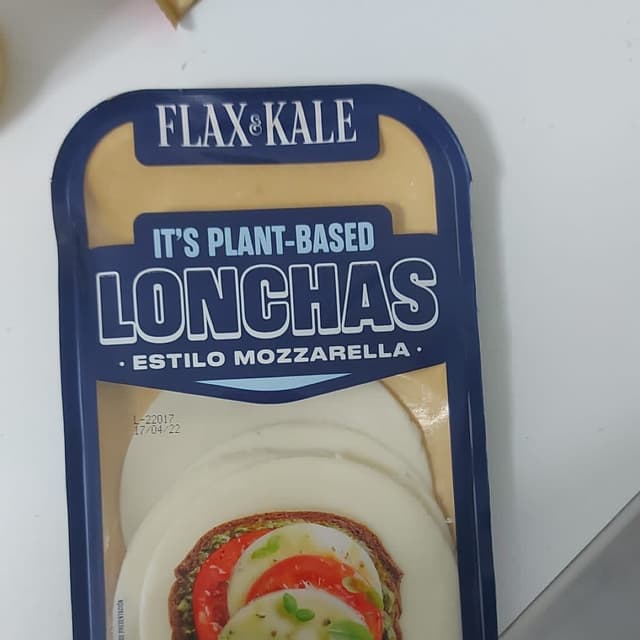 FLAX & KALE
IT'S PLANT-BASED
LONCHAS
· ESTILO MOZZARELLA ·
L-22017
17/04/22